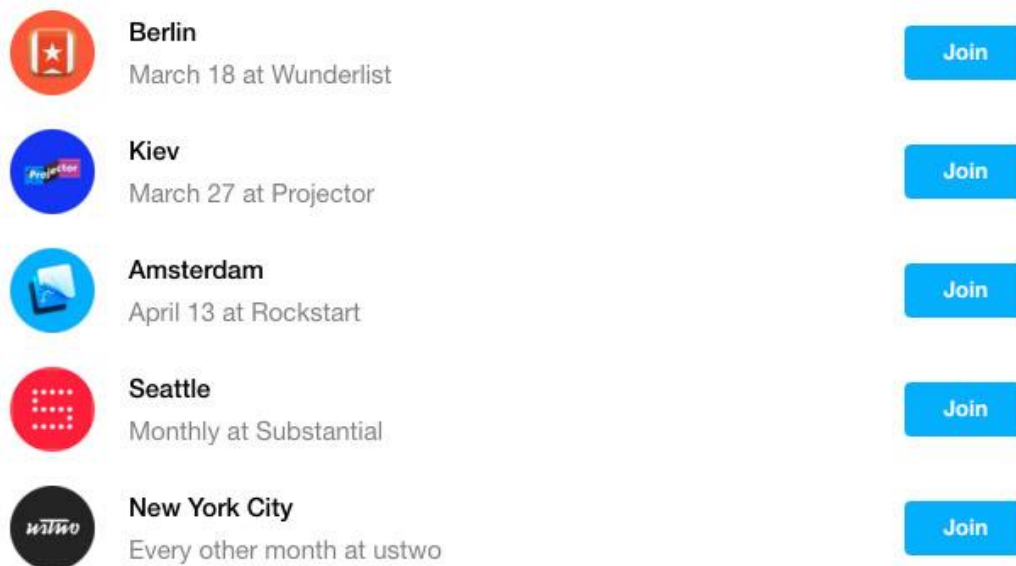 Berlin
March 18 at Wunderlist
Join
Projector
Kiev
March 27 at Projector
Join
Amsterdam
April 13 at Rockstart
Join
Seattle
Monthly at Substantial
Join
ustwo
New York City
Every other month at ustwo
Join